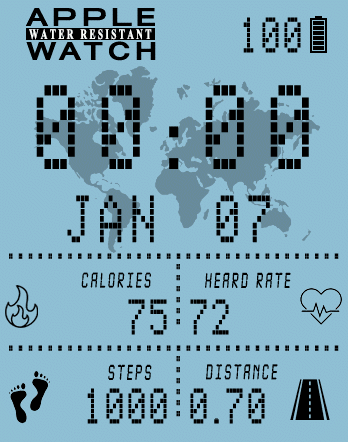 APPLE
WATER RESISTANT
WATCH
100
00:00
JAN 07
CALORIES HEARD RATE
75 72
STEPS DISTANCE
1000 0.70